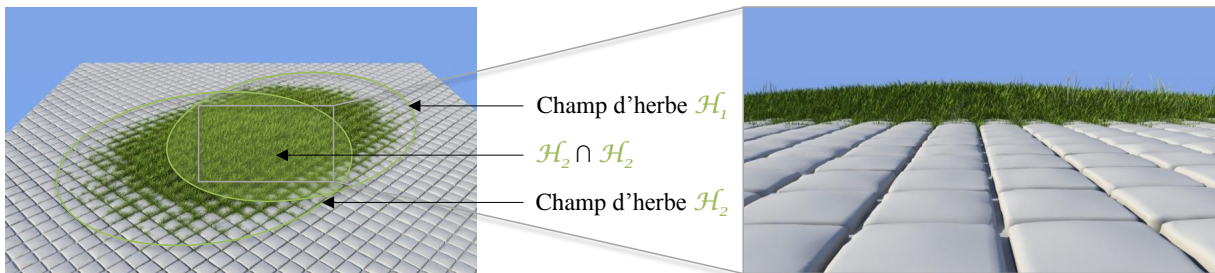 Champ d'herbe ℋ₁
ℋ₂ ∩ ℋ₂
Champ d'herbe ℋ₂